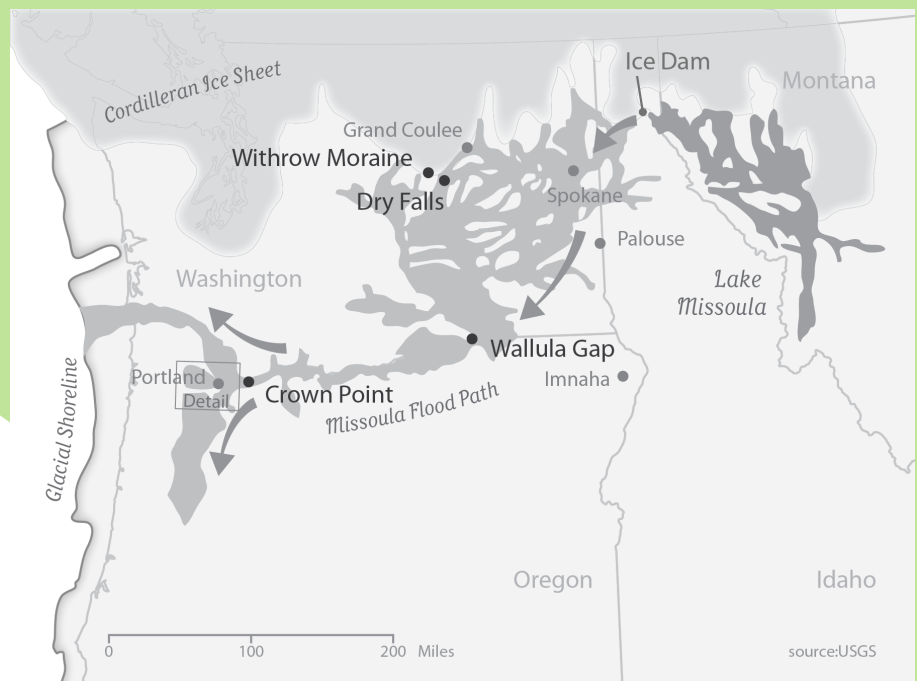 Ice Dam
Montana
Cordilleran Ice Sheet
Grand Coulee
Withrow Moraine
Dry Falls
Spokane
Palouse
Washington
Lake
Missoula
Wallula Gap
Portland
Imnaha
Crown Point
Detail
Missoula Flood Path
Glacial Shoreline
Oregon
Idaho
0 100 200 Miles
source:USGS